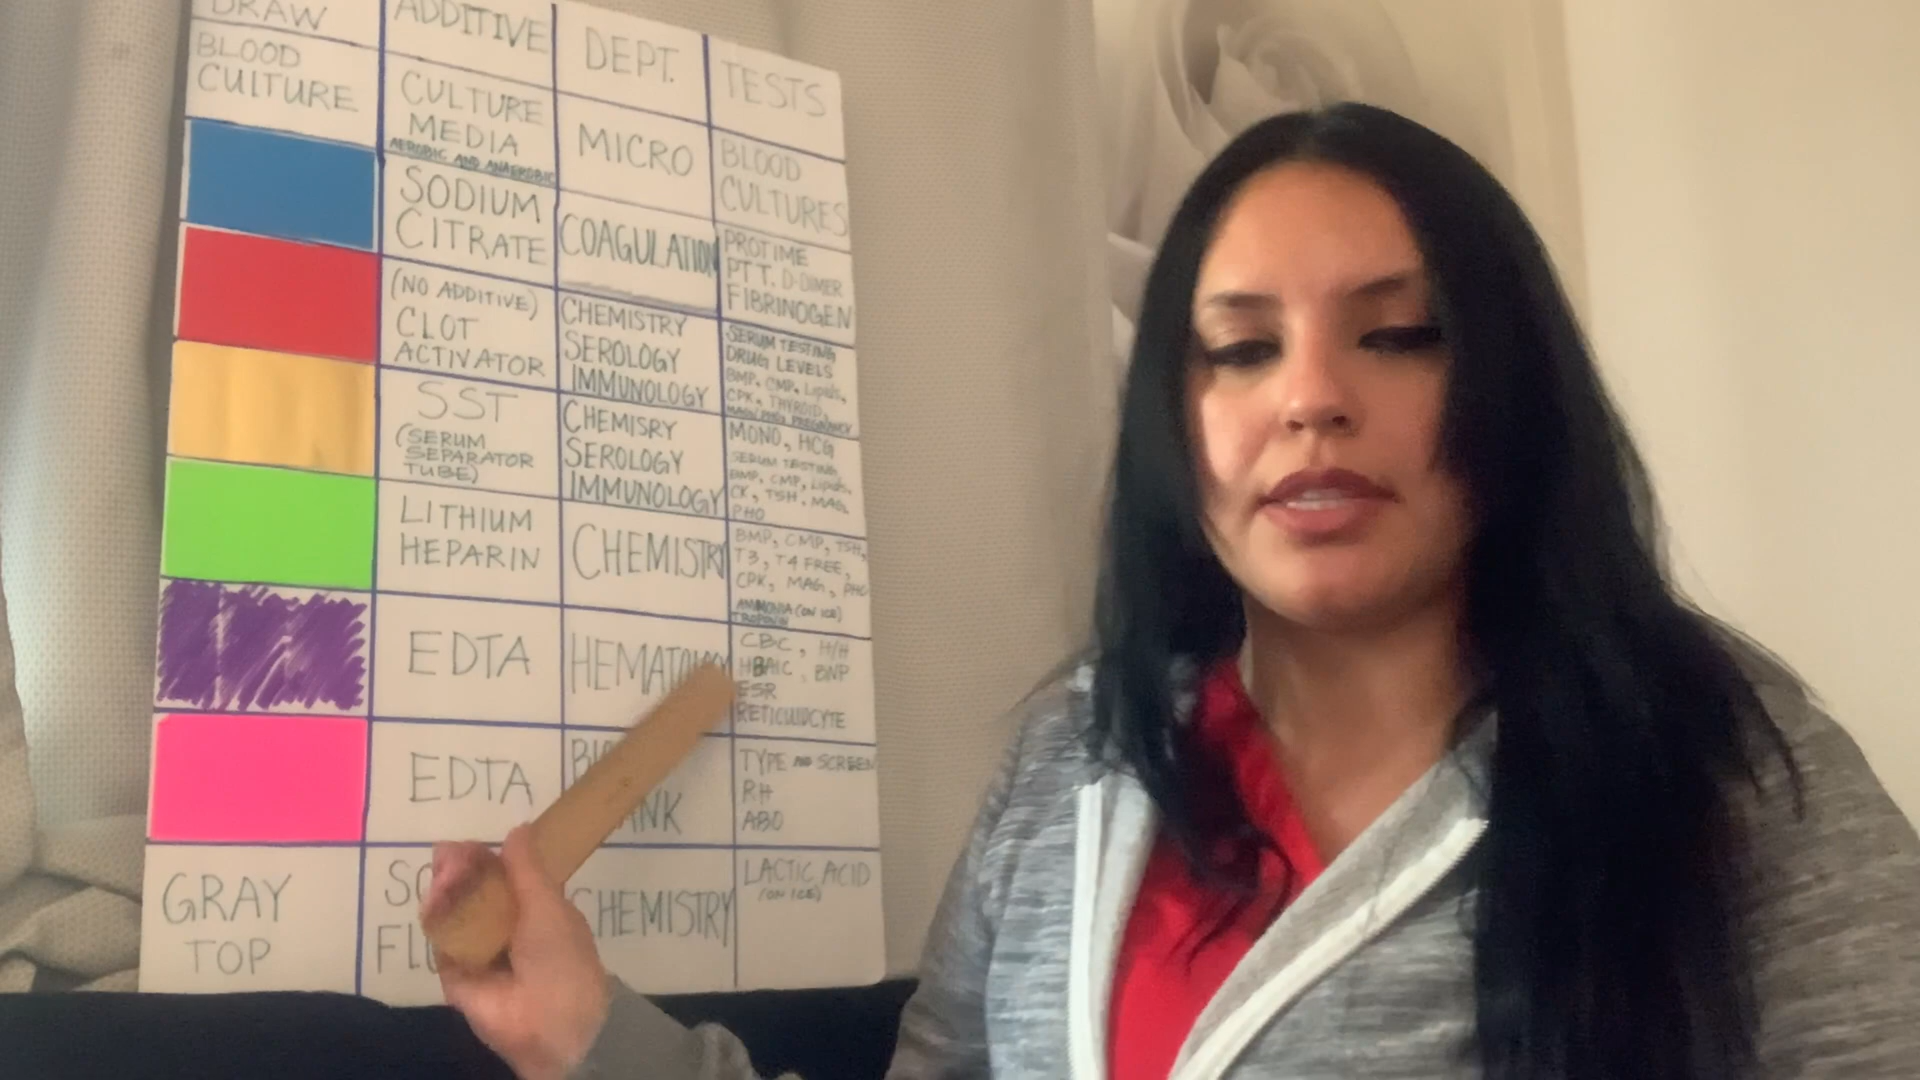 DRAW
ADDITIVE
DEPT.
TESTS
BLOOD
CULTURE
CULTURE
MEDIA
AEROBIC AND ANAEROBIC
MICRO
BLOOD
CULTURES
SODIUM
CITRATE
COAGULATION
PROTIME
PTT. D-DIMER
FIBRINOGEN
(NO ADDITIVE)
CLOT
ACTIVATOR
CHEMISTRY
SEROLOGY
IMMUNOLOGY
SERUM TESTING
DRUG LEVELS
BMP, CMP, Lipids,
CPK, THYROID,
SST
(SERUM
SEPARATOR
TUBE)
CHEMISRY
SEROLOGY
IMMUNOLOGY
MONO, HCG
SERUM TESTING
BMP, CMP, Lipids,
CK, TSH, MAG,
PHO
LITHIUM
HEPARIN
CHEMISTRY
BMP, CMP, TSH,
T3, T4 FREE,
CPK, MAG, PHO
AMMONIA (ON ICE)
TROPONIN
EDTA
CBC, H/H
HBAIC, BNP
ESR
RETICULOCYTE
EDTA
TYPE AND SCREEN
RH
ABO
GRAY
TOP
CHEMISTRY
LACTIC ACID
(ON ICE)